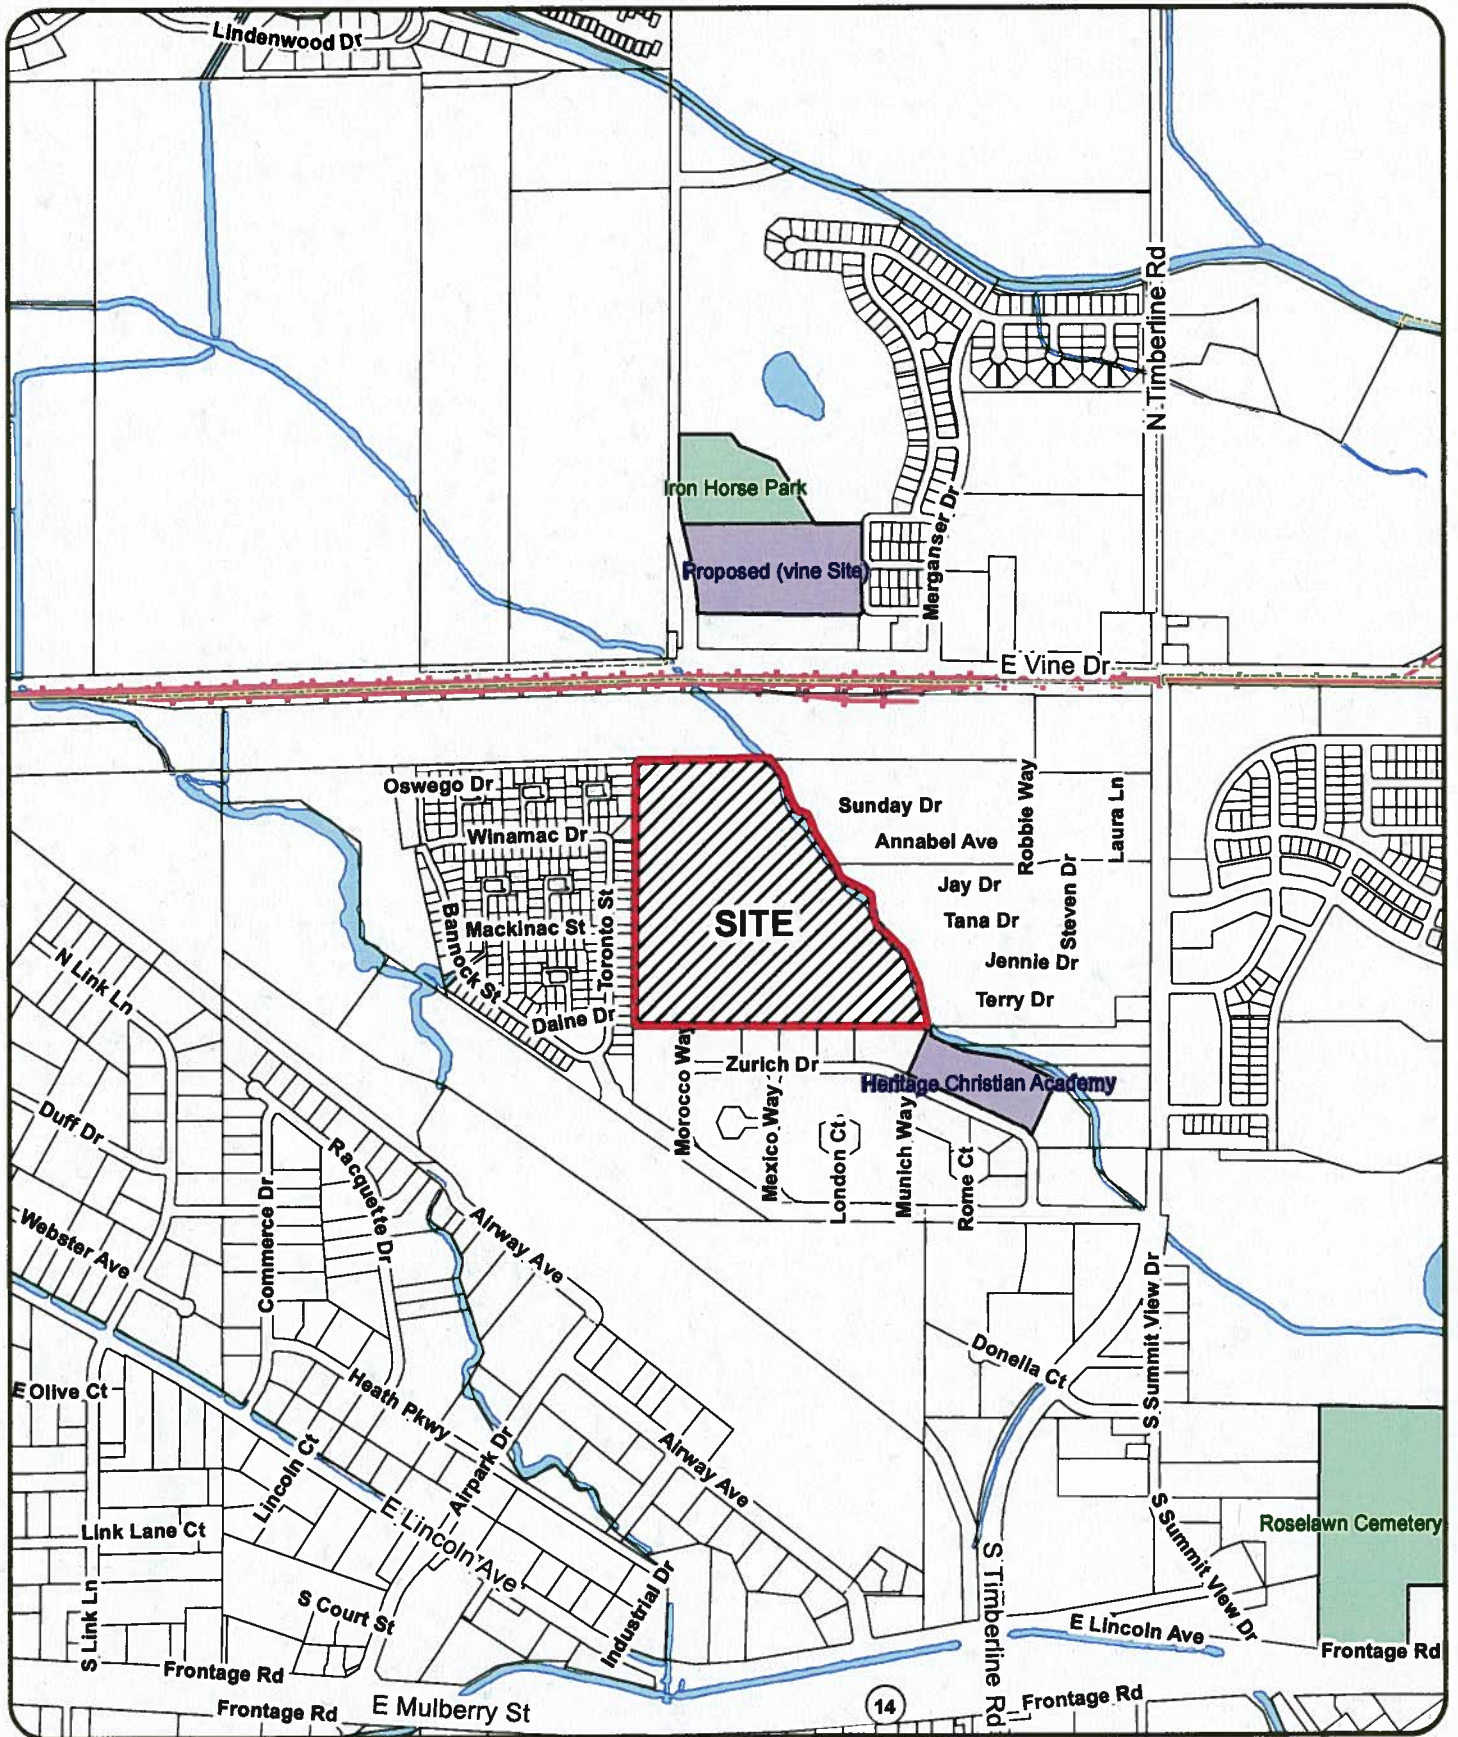 Lindenwood Dr
N Timberline Rd
Iron Horse Park
Merganser Dr
Proposed (vine Site)
E Vine Dr
Oswego Dr
Sunday Dr
Robbie Way
Laura Ln
Winamac Dr
Annabel Ave
Jay Dr
Steven Dr
Bannock St
Mackinac St
Toronto St
SITE
Tana Dr
Jennie Dr
N Link Ln
Daine Dr
Terry Dr
Morocco Way
Zurich Dr
Heritage Christian Academy
Duff Dr
Mexico Way
London Ct
Munich Way
Rome Ct
Racquette Dr
Commerce Dr
Webster Ave
Airway Ave
S Summit View Dr
Donella Ct
E Olive Ct
Heath Pkwy
Lincoln Ct
Airpark Dr
Airway Ave
Link Lane Ct
E Lincoln Ave
S Summit View Dr
Roselawn Cemetery
S Link Ln
S Court St
Industrial Dr
S Timberline Rd
E Lincoln Ave
Frontage Rd
Frontage Rd
Frontage Rd
E Mulberry St
14
Frontage Rd